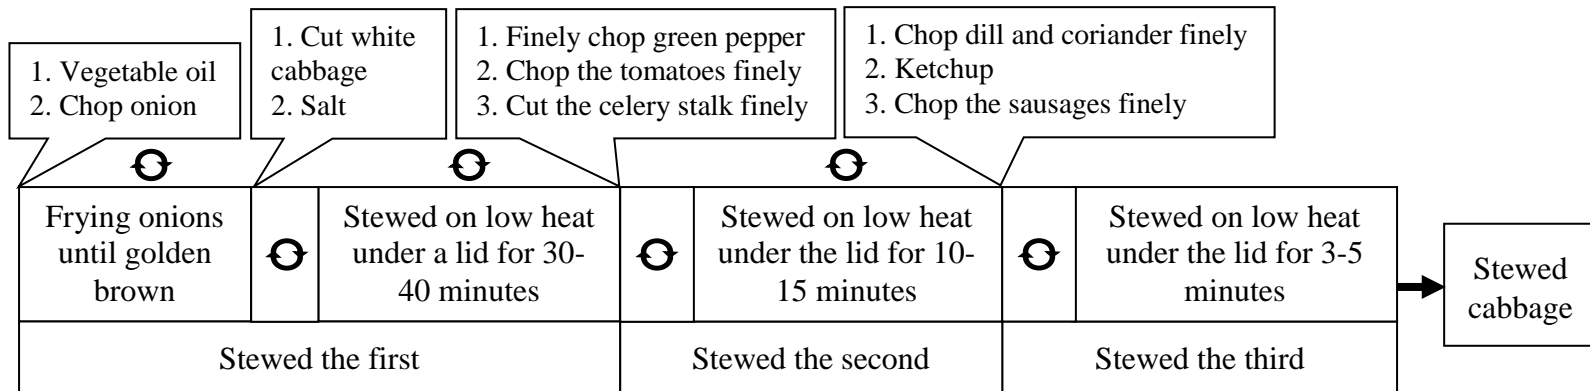 1. Vegetable oil
2. Chop onion
1. Cut white
cabbage
2. Salt
1. Finely chop green pepper
2. Chop the tomatoes finely
3. Cut the celery stalk finely
1. Chop dill and coriander finely
2. Ketchup
3. Chop the sausages finely
Frying onions
until golden
brown
Stewed on low heat
under a lid for 30-
40 minutes
Stewed on low heat
under the lid for 10-
15 minutes
Stewed on low heat
under the lid for 3-5
minutes
Stewed
cabbage
Stewed the first
Stewed the second
Stewed the third